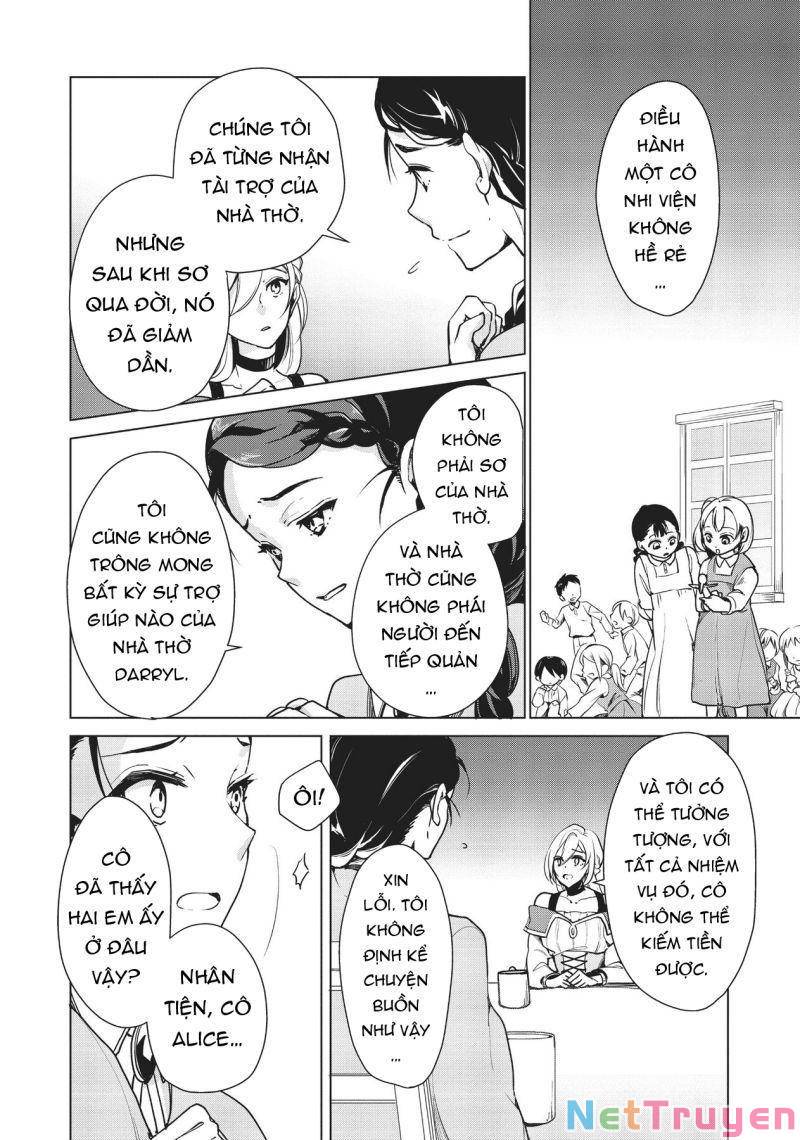 ĐIỀU
HÀNH
MỘT CÔ
NHI VIỆN
KHÔNG
HỀ RẺ
...
CHÚNG TÔI
ĐÃ TỪNG NHẬN
TÀI TRỢ CỦA
NHÀ THỜ.
NHƯNG
SAU KHI SƠ
QUA ĐỜI, NÓ
ĐÃ GIẢM
DẦN.
TÔI
KHÔNG
PHẢI SƠ
CỦA NHÀ
THỜ.
VÀ NHÀ
THỜ CŨNG
KHÔNG PHÁI
NGƯỜI ĐẾN
TIẾP QUẢN
...
TÔI
CŨNG KHÔNG
TRÔNG MONG
BẤT KỲ SỰ TRỢ
GIÚP NÀO CỦA
NHÀ THỜ
DARRYL.
VÀ TÔI CÓ
THỂ TƯỞNG
TƯỢNG, VỚI
TẤT CẢ NHIỆM
VỤ ĐÓ, CÔ
KHÔNG THỂ
KIẾM TIỀN
ĐƯỢC.
XIN
LỖI. TÔI
KHÔNG
ĐỊNH KỂ
CHUYỆN
BUỒN
NHƯ VẬY
...
ÔI!
NHÂN
TIỆN, CÔ
ALICE...
CÔ
ĐÃ THẤY
HAI EM ẤY
Ở ĐÂU
VẬY?
NetTruyen